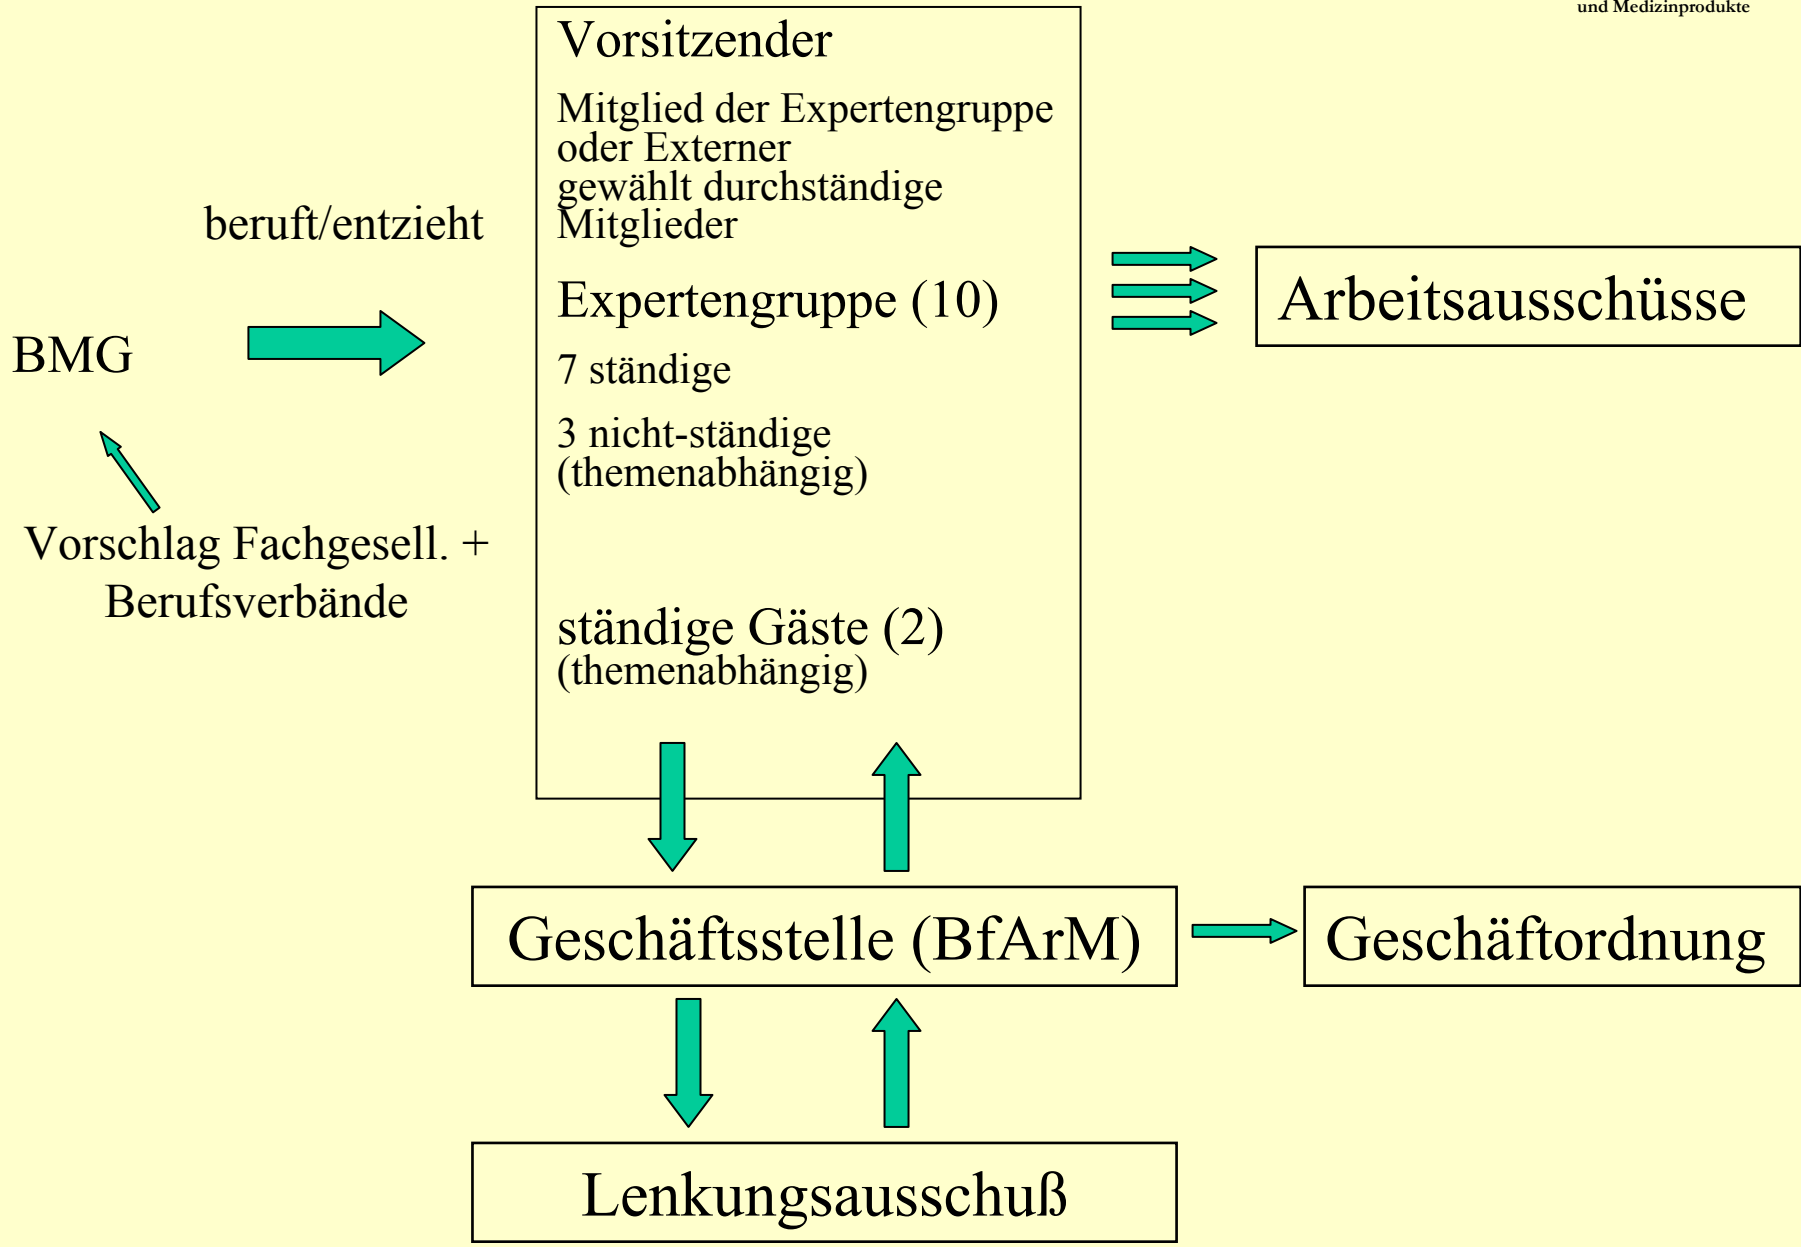 und Medizinprodukte
Vorsitzender
Mitglied der Expertengruppe
oder Externer
gewählt durchständige
Mitglieder
beruft/entzieht
Expertengruppe (10)
Arbeitsausschüsse
BMG
7 ständige
3 nicht-ständige
(themenabhängig)
Vorschlag Fachgesell. +
Berufsverbände
ständige Gäste (2)
(themenabhängig)
Geschäftsstelle (BfArM)
Geschäftordnung
Lenkungsausschuß